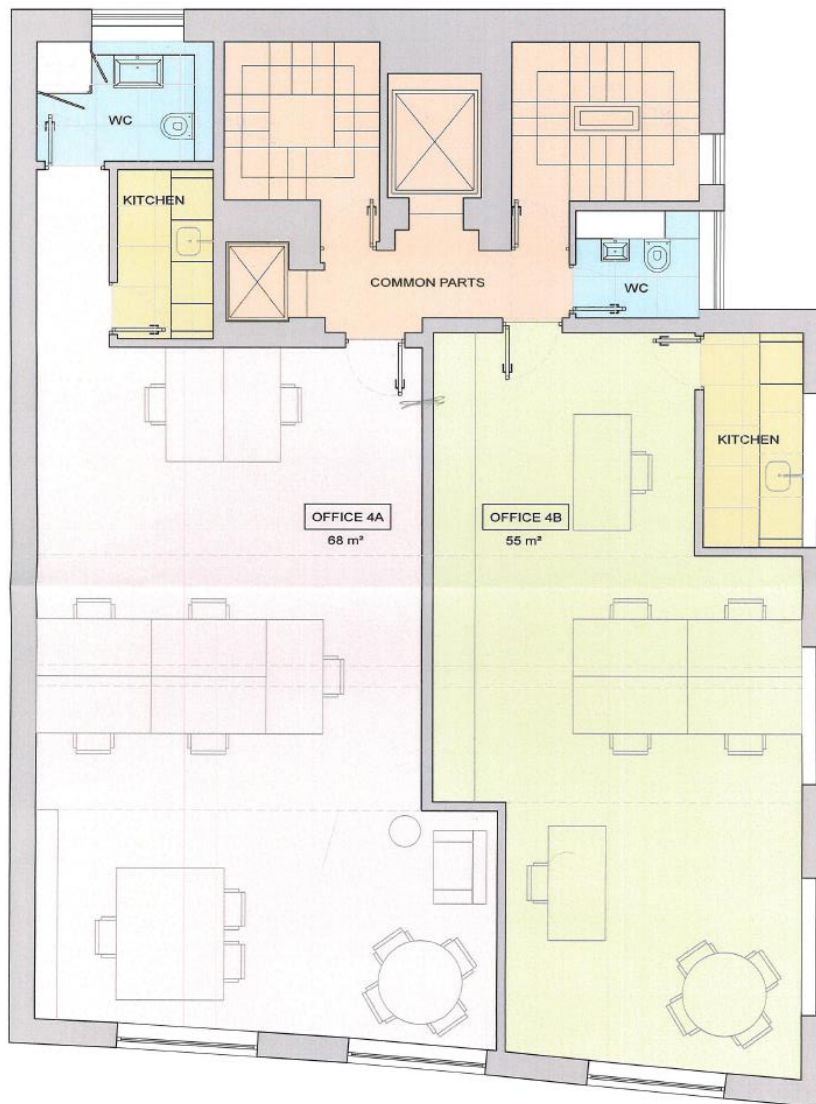 WC
KITCHEN
COMMON PARTS
WC
KITCHEN
OFFICE 4A
68 m²
OFFICE 4B
55 m²